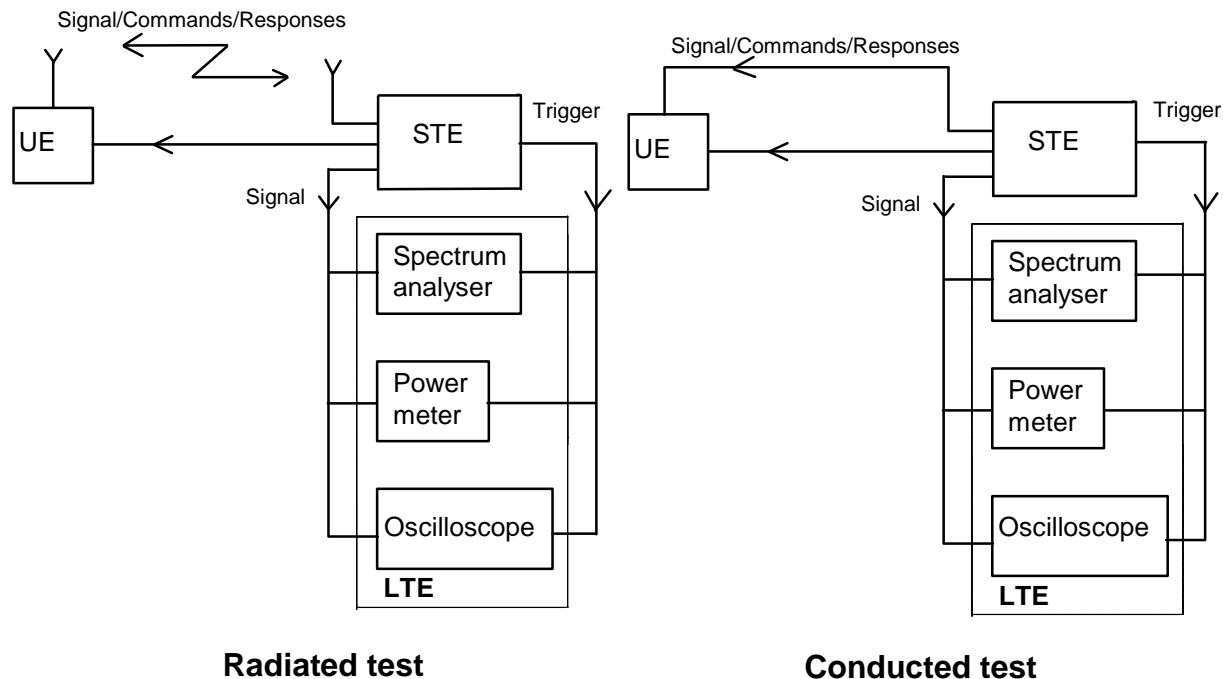 Signal/Commands/Responses
UE
STE
Trigger
Signal
Spectrum
analyser
Power
meter
Oscilloscope
LTE
Radiated test
Signal/Commands/Responses
UE
STE
Trigger
Signal
Spectrum
analyser
Power
meter
Oscilloscope
LTE
Conducted test